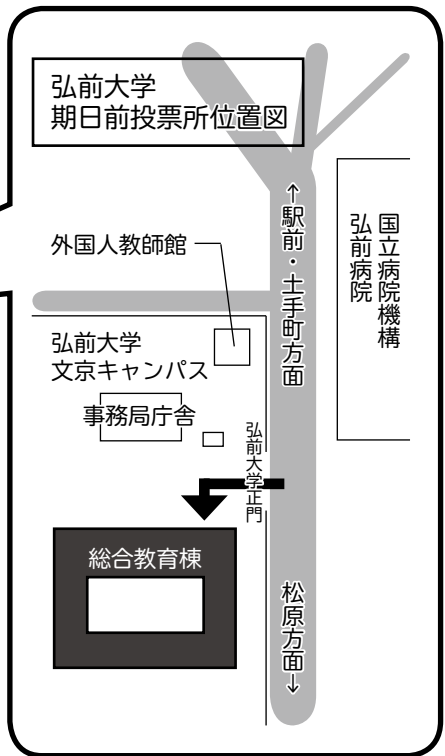 弘前大学
期日前投票所位置図
↑駅前・土手町方面
国立病院機構
弘前病院
外国人教師館
弘前大学
文京キャンパス
事務局庁舎
弘前大学正門
総合教育棟
松原方面↓